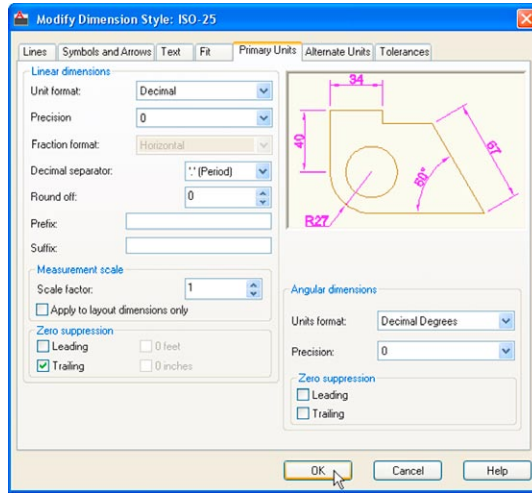 Modify Dimension Style: ISO-25
Lines Symbols and Arrows Text Fit Primary Units Alternate Units Tolerances
Linear dimensions
Unit format: Decimal
Precision 0
Fraction format: Horizontal
Decimal separator: '.' (Period)
Round off: 0
Prefix:
Suffix:
Measurement scale
Scale factor: 1
Apply to layout dimensions only
Zero suppression
Leading 0 feet
Trailing 0 inches
34
40
67
60°
R27
Angular dimensions
Units format: Decimal Degrees
Precision: 0
Zero suppression
Leading
Trailing
OK Cancel Help